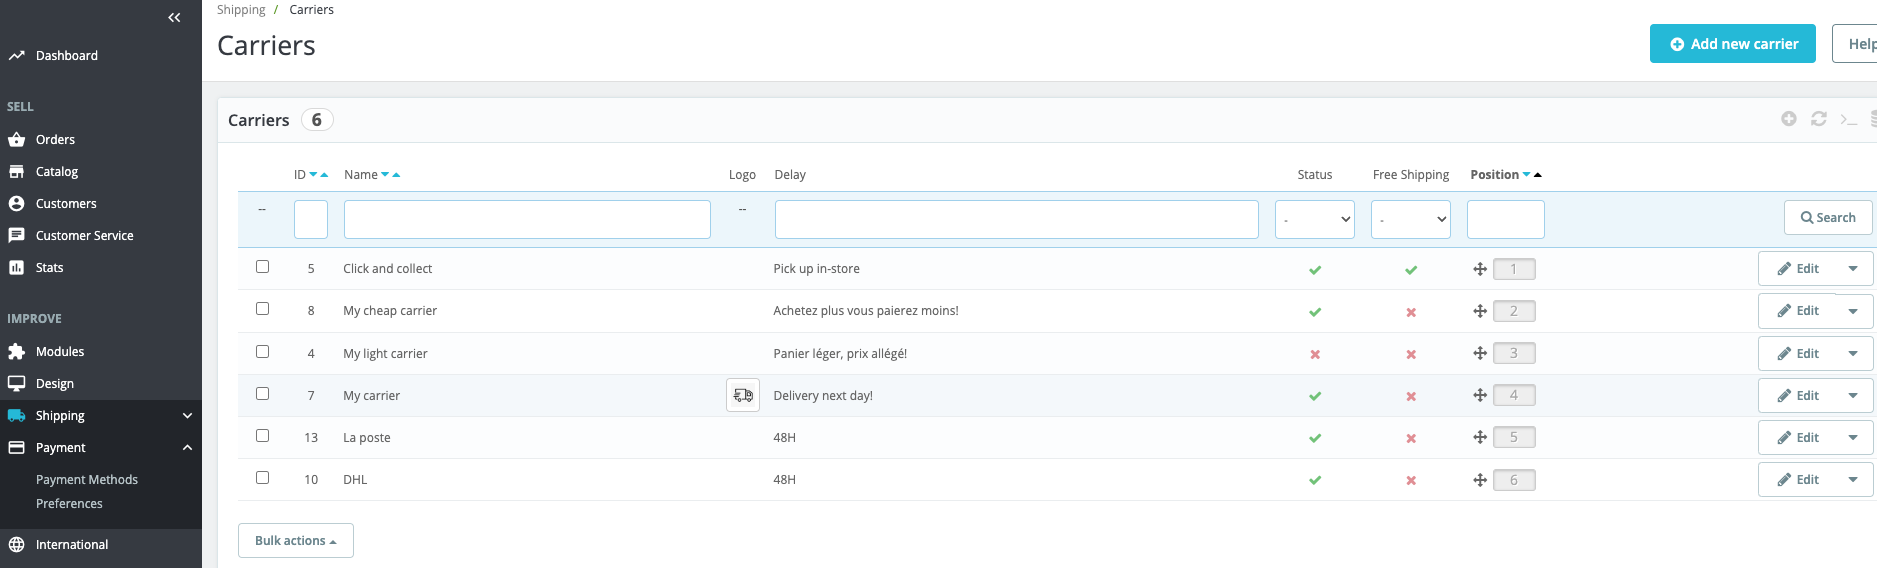 Shipping / Carriers
Carriers
Add new carrier
Help
Dashboard
SELL
Orders
Catalog
Customers
Customer Service
Stats
IMPROVE
Modules
Design
Shipping
Payment
Payment Methods
Preferences
International
Carriers 6
ID Name Logo Delay Status Free Shipping Position
-- -- - - Search
5 Click and collect Pick up in-store 1 Edit
8 My cheap carrier Achetez plus vous paierez moins! 2 Edit
4 My light carrier Panier léger, prix allégé! 3 Edit
7 My carrier Delivery next day! 4 Edit
13 La poste 48H 5 Edit
10 DHL 48H 6 Edit
Bulk actions